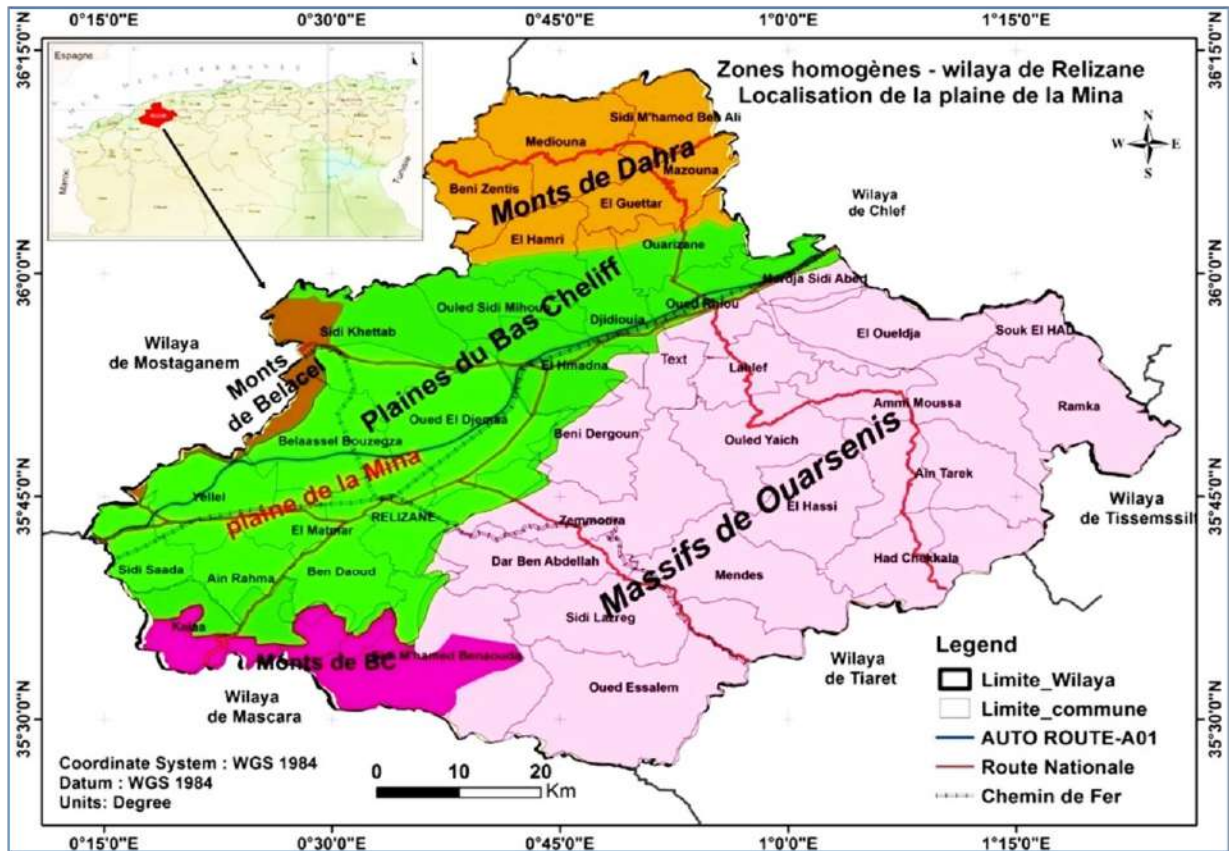 0°15'0"E
0°30'0"E
0°45'0"E
1°0'0"E
1°15'0"E
36°15'0"N
36°0'0"N
35°45'0"N
35°30'0"N
36°15'0"N
36°0'0"N
35°45'0"N
35°30'0"N
Espagne
Maroc
Tunisie
Zones homogènes - wilaya de Relizane
Localisation de la plaine de la Mina
N
W
E
S
Sidi M'hamed Ben Ali
Mediouna
Mazouna
Beni Zentis
Monts de Dahra
El Guettar
El Hamri
Ouarizane
Wilaya
de Chlef
Merdja Sidi Abed
Ouled Sidi Mihoub
Oued Rhiou
Djidiouia
Sidi Khettab
El Oueldja
Souk El HAD
Wilaya
de Mostaganem
Monts
de Belacel
Plaines du Bas Cheliff
El Hmadna
Text
Lahlef
Ammi Moussa
Ramka
Oued El Djemaa
Belaassel Bouzegza
Beni Dergoun
Ouled Yaich
Massifs de Ouarsenis
Ain Tarek
Yellel
plaine de la Mina
El Matmar
RELIZANE
Zemmoura
El Hassi
Wilaya
de Tissemssilt
Had Chekkala
Dar Ben Abdellah
Mendes
Sidi Saada
Ain Rahma
Ben Daoud
Sidi Lazreg
Kalaa
Monts de BC
M'hamed Benaouda
Oued Essalem
Wilaya
de Mascara
Wilaya
de Tiaret
Legend
Limite_Wilaya
Limite_commune
AUTO ROUTE-A01
Route Nationale
Chemin de Fer
Coordinate System : WGS 1984
Datum : WGS 1984
Units: Degree
0 10 20
Km
0°15'0"E
0°30'0"E
0°45'0"E
1°0'0"E
1°15'0"E